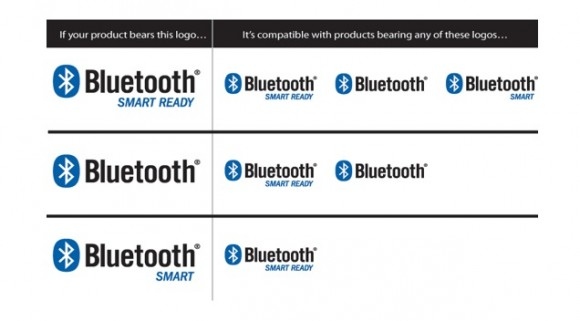 If your product bears this logo… It's compatible with products bearing any of these logos…
Bluetooth® Bluetooth® Bluetooth® Bluetooth
SMART READY SMART READY SMART
Bluetooth® Bluetooth® Bluetooth®
SMART READY
Bluetooth® Bluetooth®
SMART SMART READY